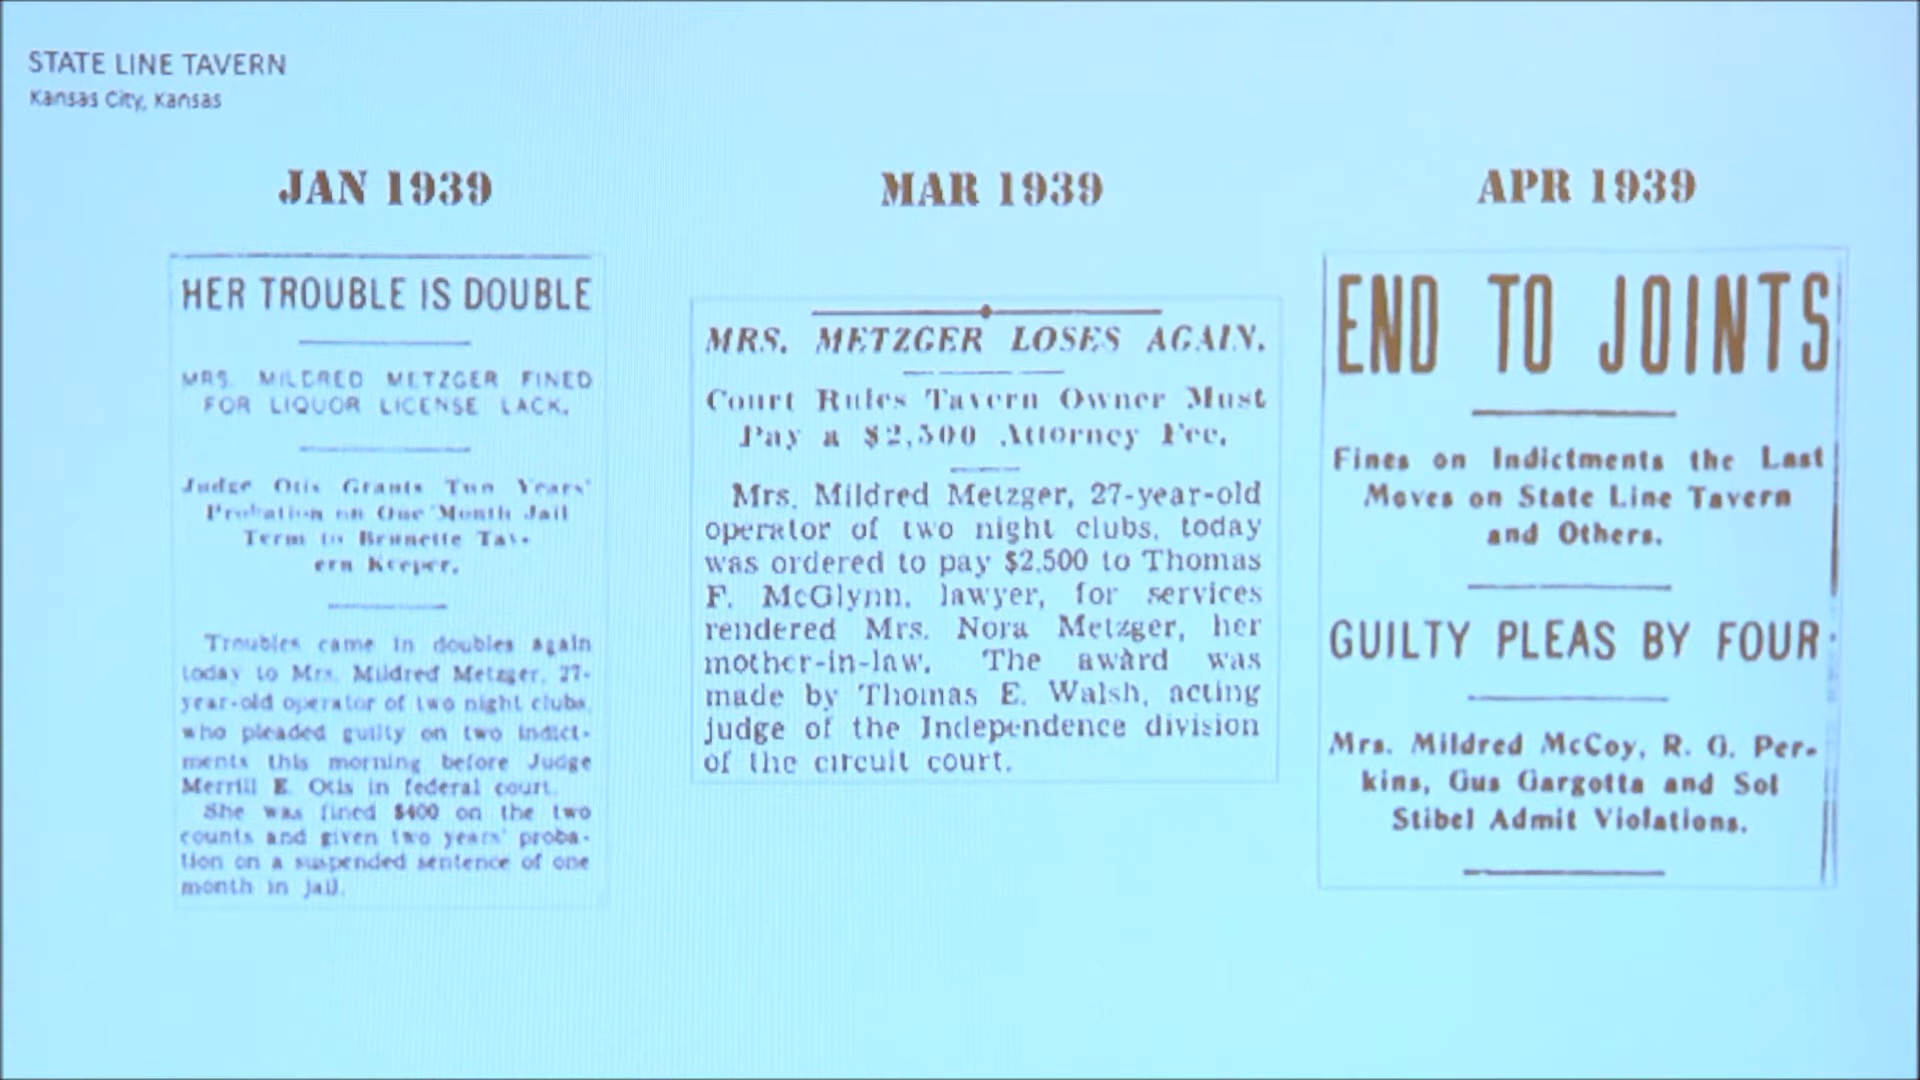 STATE LINE TAVERN
Kansas City, Kansas
JAN 1939
HER TROUBLE IS DOUBLE
MRS. MILDRED METZGER FINED
FOR LIQUOR LICENSE LACK.
Judge Otis Grants Two Years'
Probation on One Month Jail
Term to Brunette Tav-
ern Keeper.
Troubles came in doubles again
today to Mrs. Mildred Metzger, 27-
year-old operator of two night clubs,
who pleaded guilty on two indict-
ments this morning before Judge
Merrill E. Otis in federal court.
She was fined $400 on the two
counts and given two years' proba-
tion on a suspended sentence of one
month in jail.
MAR 1939
MRS. METZGER LOSES AGAIN.
Court Rules Tavern Owner Must
Pay a $2,500 Attorney Fee.
Mrs. Mildred Metzger, 27-year-old
operator of two night clubs, today
was ordered to pay $2,500 to Thomas
F. McGlynn, lawyer, for services
rendered Mrs. Nora Metzger, her
mother-in-law. The award was
made by Thomas E. Walsh, acting
judge of the Independence division
of the circuit court.
APR 1939
END TO JOINTS
Fines on Indictments the Last
Moves on State Line Tavern
and Others.
GUILTY PLEAS BY FOUR
Mrs. Mildred McCoy, R. G. Per-
kins, Gus Gargotta and Sol
Stibel Admit Violations.